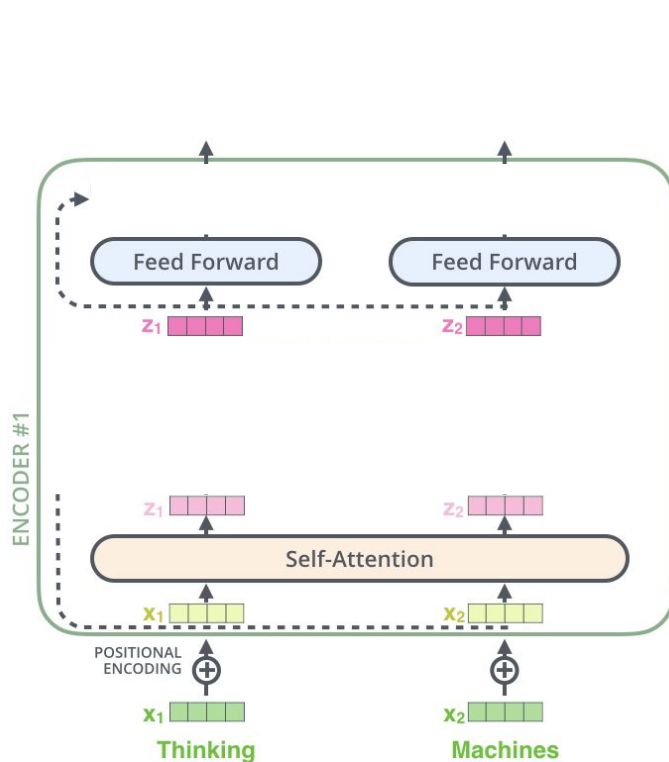 Feed Forward
Feed Forward
z1
z2
ENCODER #1
z1
z2
Self-Attention
x1
x2
POSITIONAL
ENCODING
x1
x2
Thinking
Machines